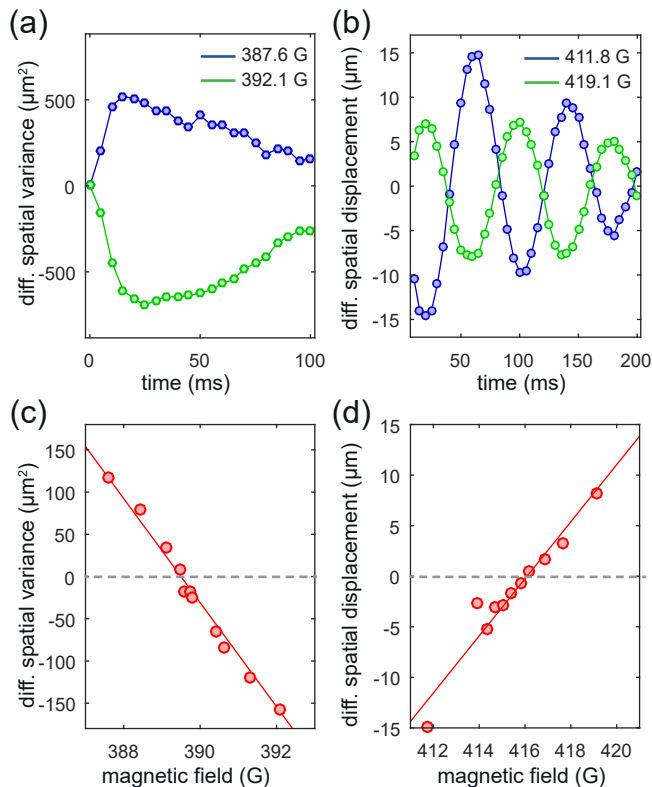 (a)
diff. spatial variance (μm²)
500
0
-500
387.6 G
392.1 G
0
50
100
time (ms)
(b)
diff. spatial displacement (μm)
15
10
5
0
-5
-10
-15
411.8 G
419.1 G
50
100
150
200
time (ms)
(c)
diff. spatial variance (μm²)
150
100
50
0
-50
-100
-150
388
390
392
magnetic field (G)
(d)
diff. spatial displacement (μm)
15
10
5
0
-5
-10
-15
412
414
416
418
420
magnetic field (G)